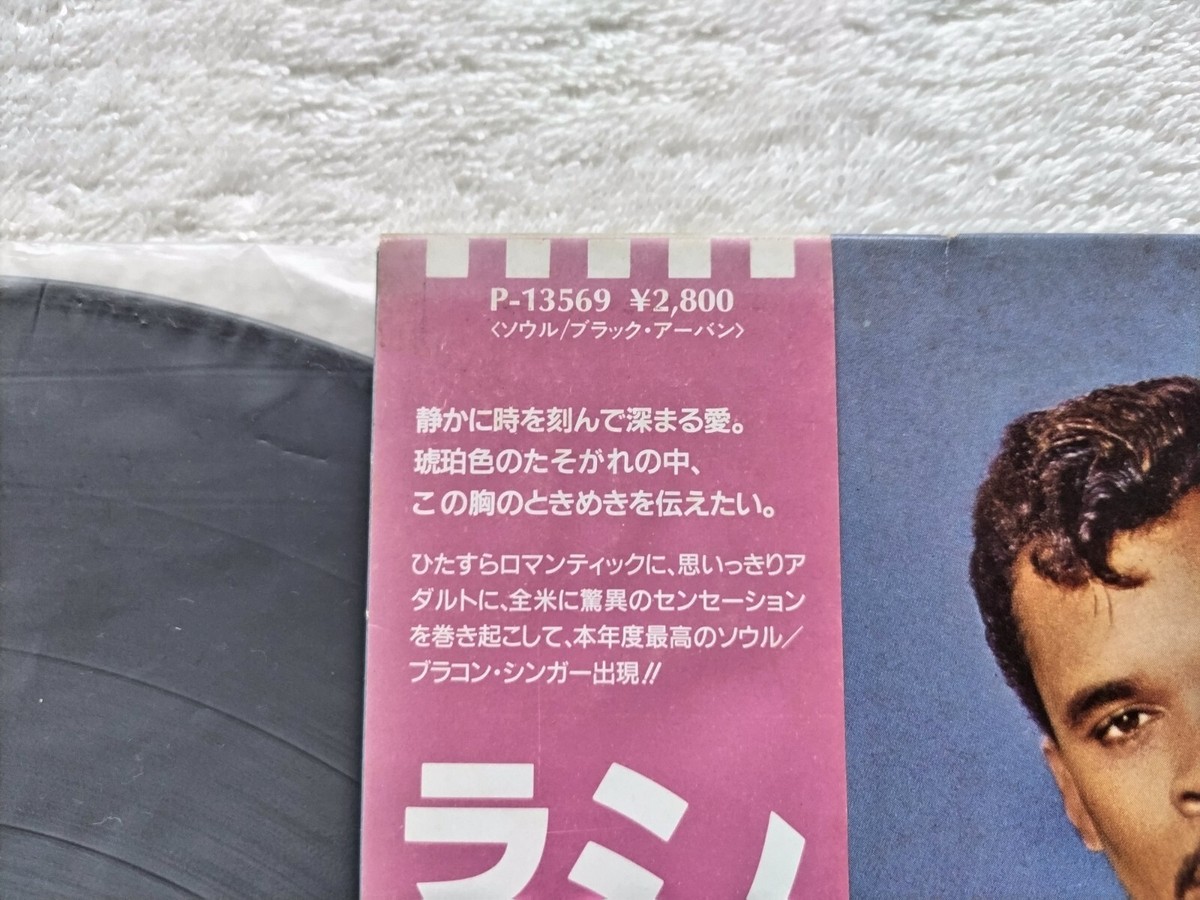 P-13569 ¥2,800
〈ソウル/ブラック・アーバン〉
静かに時を刻んで深まる愛。
琥珀色のたそがれの中、
この胸のときめきを伝えたい。
ひたすらロマンティックに、思いっきりア
ダルトに、全米に驚異のセンセーション
を巻き起こして、本年度最高のソウル/
ブラコン・シンガー出現!!